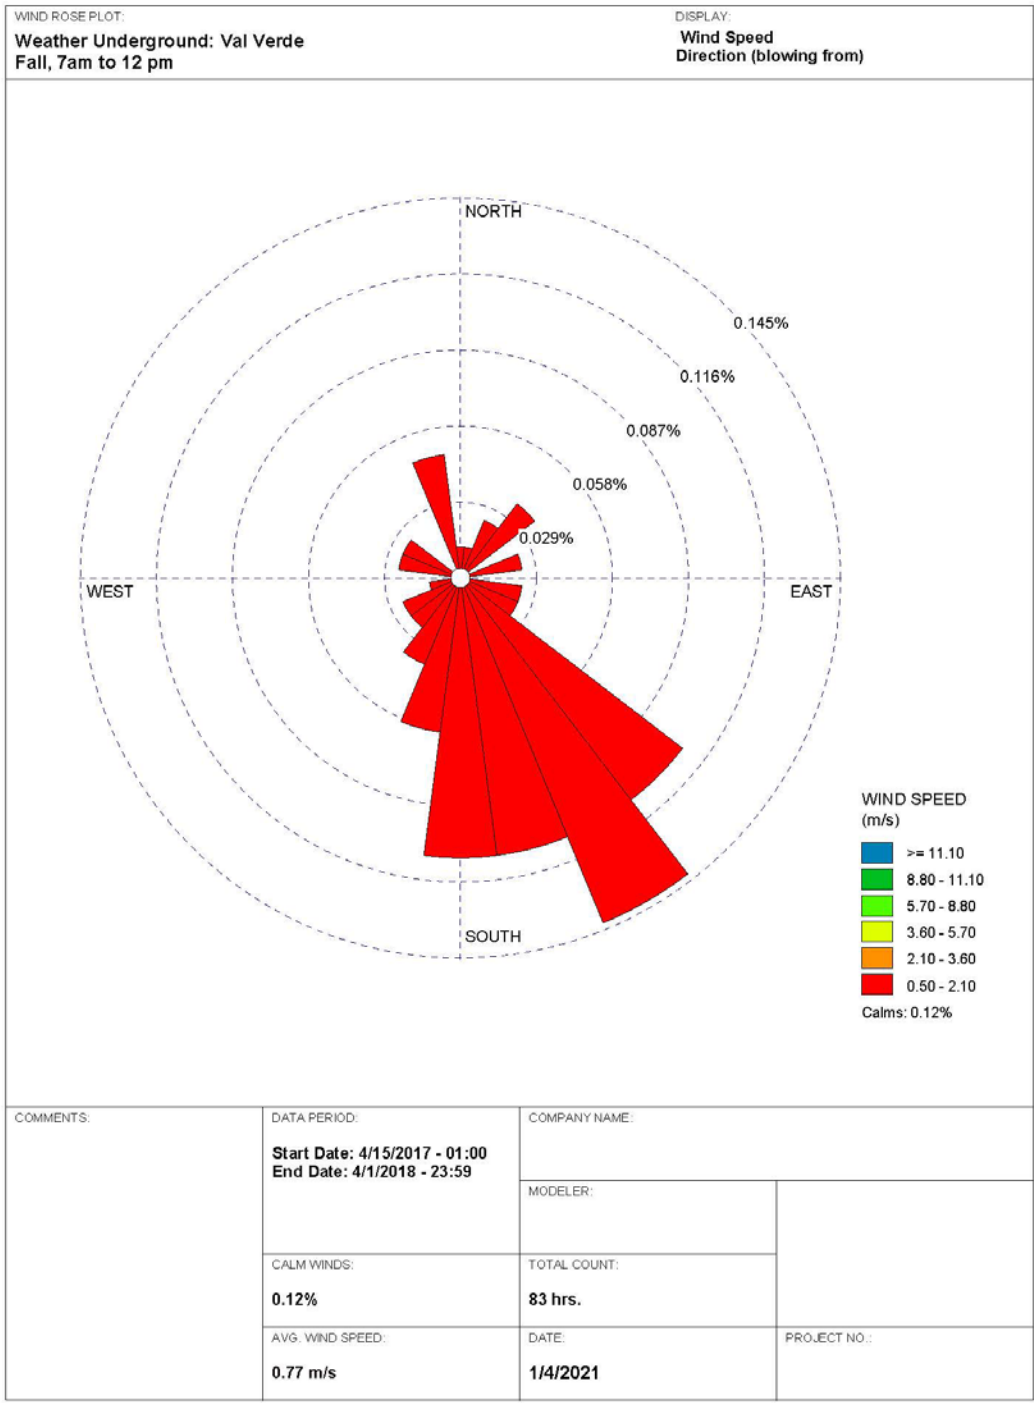 WIND ROSE PLOT:
Weather Underground: Val Verde
Fall, 7am to 12 pm
DISPLAY:
Wind Speed
Direction (blowing from)
NORTH
0.145%
0.116%
0.087%
0.058%
0.029%
WEST
EAST
SOUTH
WIND SPEED
(m/s)
>= 11.10
8.80 - 11.10
5.70 - 8.80
3.60 - 5.70
2.10 - 3.60
0.50 - 2.10
Calms: 0.12%
COMMENTS:
DATA PERIOD:
Start Date: 4/15/2017 - 01:00
End Date: 4/1/2018 - 23:59
COMPANY NAME:
MODELER:
CALM WINDS:
0.12%
TOTAL COUNT:
83 hrs.
AVG. WIND SPEED:
0.77 m/s
DATE:
1/4/2021
PROJECT NO.: